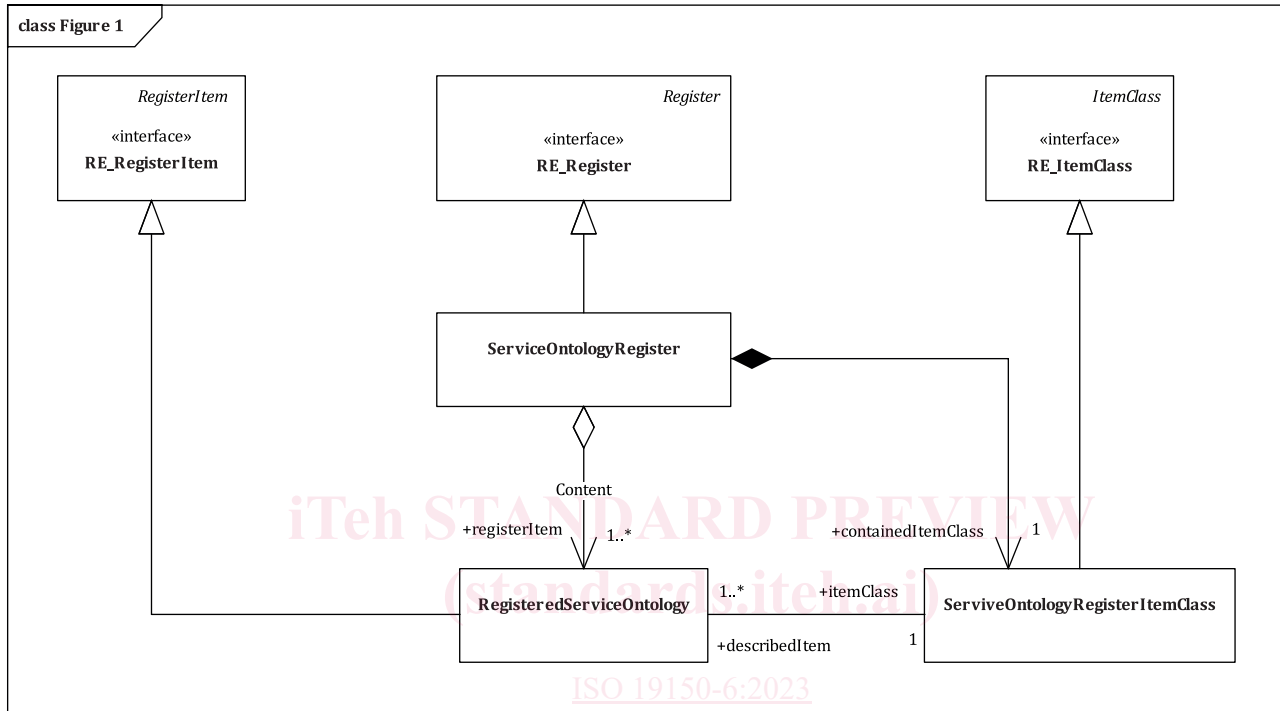 class Figure 1
RegisterItem
«interface»
RE_RegisterItem
Register
«interface»
RE_Register
ItemClass
«interface»
RE_ItemClass
ServiceOntologyRegister
Content
+registerItem
1..*
+containedItemClass
1
iTeh STANDARD PREVIEW
(standards.iteh.ai)
RegisteredServiceOntology
1..*
+itemClass
+describedItem
1
ServiveOntologyRegisterItemClass
ISO 19150-6:2023